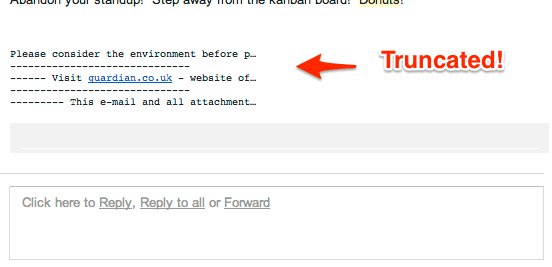 Abandon your standup! Step away from the kanban board! Donuts!
Please consider the environment before p…
------------------------------
------ Visit guardian.co.uk - website of…
------------------------------
--------- This e-mail and all attachment…
Truncated!
Click here to Reply, Reply to all or Forward